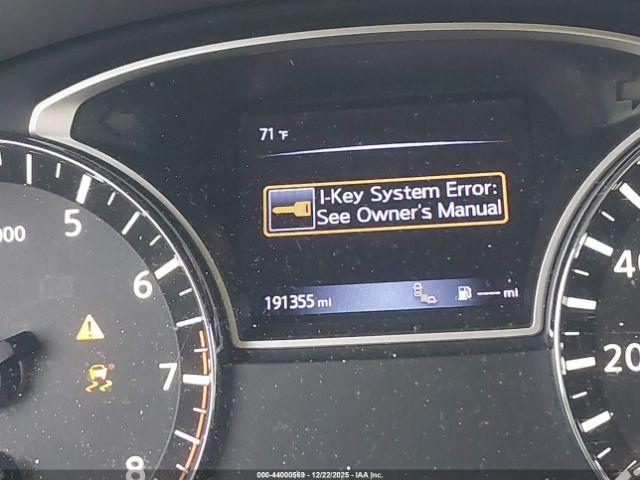 71 °F
I-Key System Error:
See Owner's Manual
191355 mi
---- mi
000
5
6
7
8
40
20
000-44000569 - 12/22/2025 - IAA Inc.